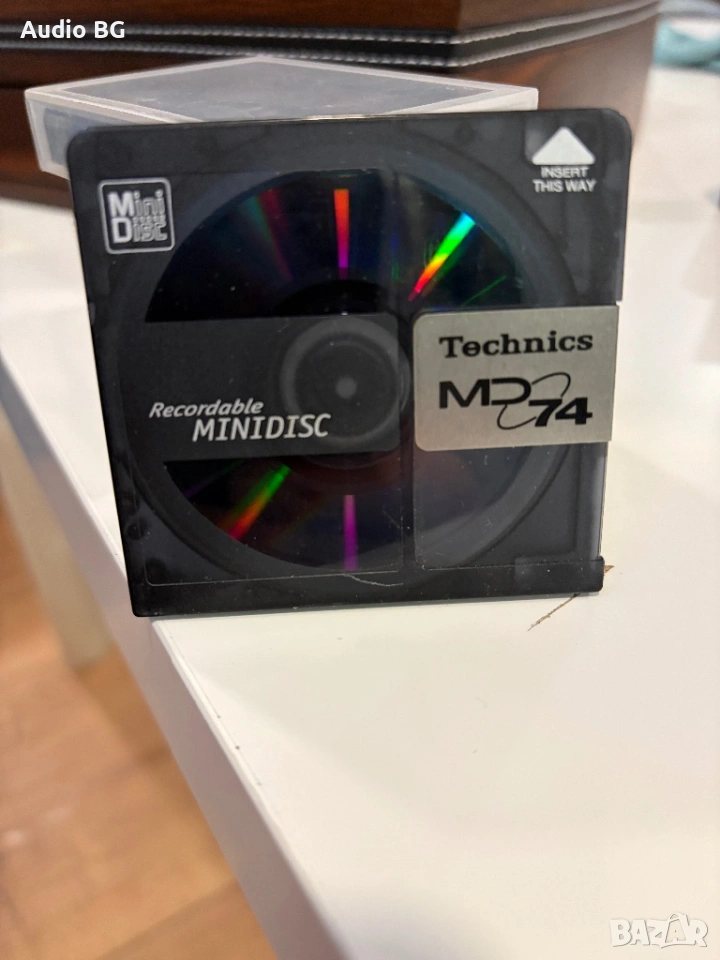 Audio BG
INSERT
THIS WAY
Mini
Disc
Technics
MD74
Recordable
MINIDISC
BAZAR